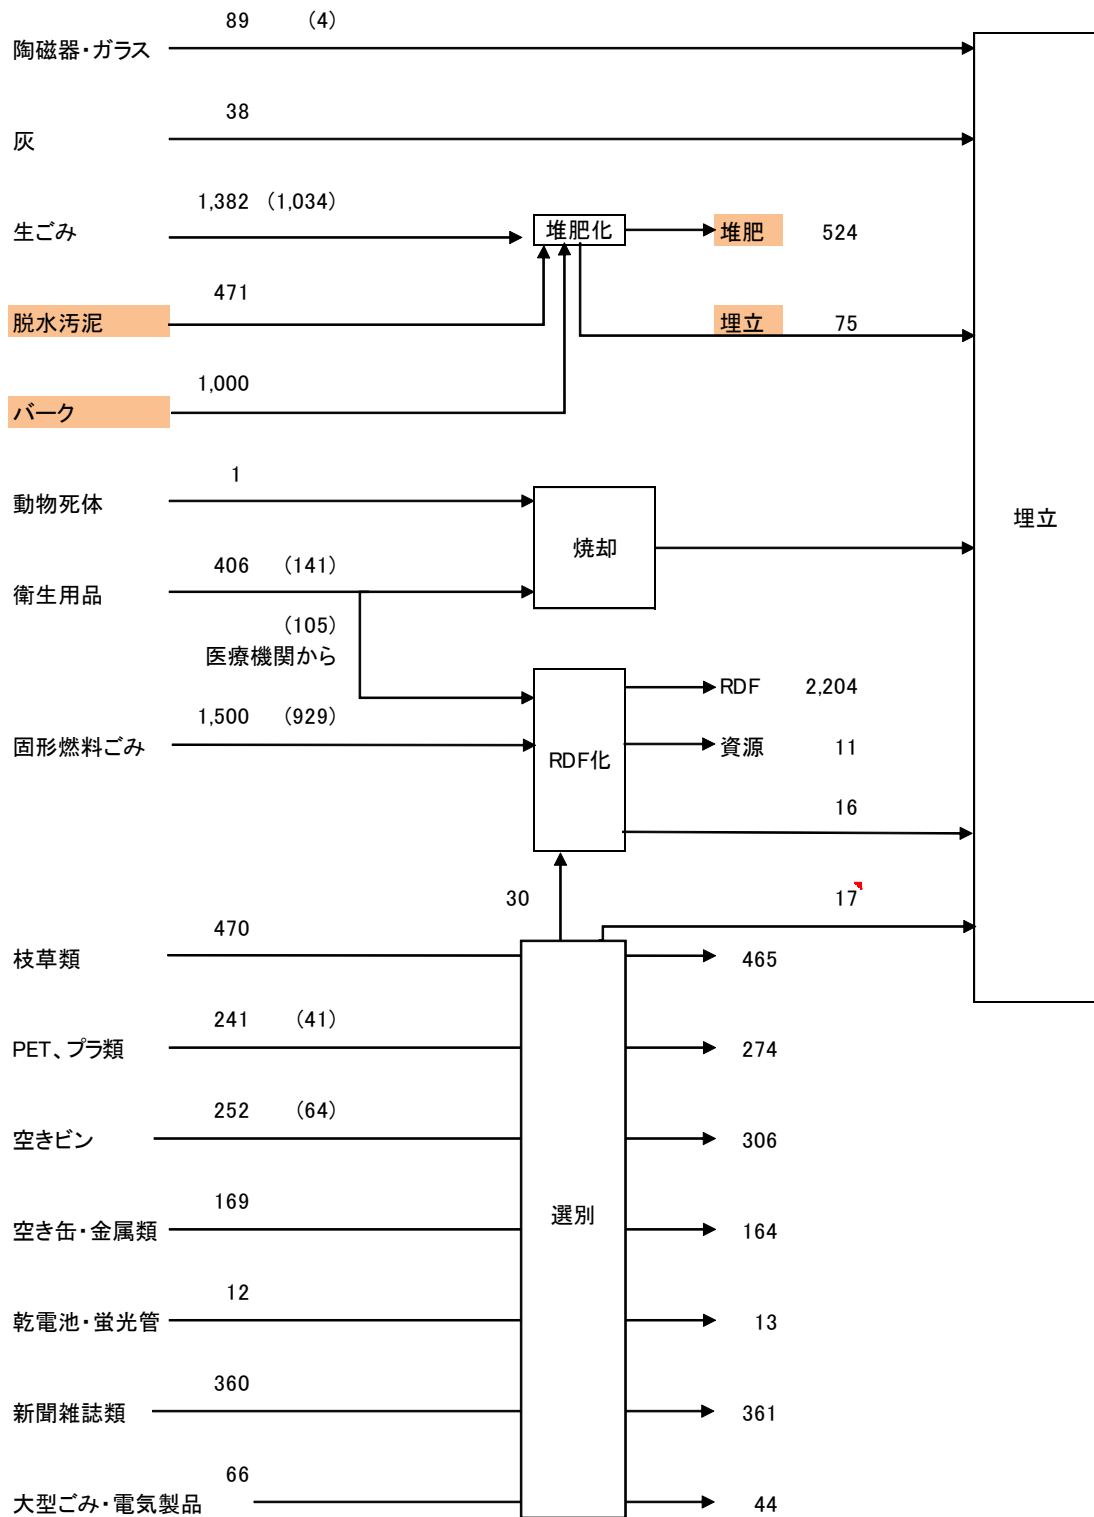 89 (4)
陶磁器・ガラス
38
灰
1,382 (1,034)
生ごみ
堆肥化
堆肥 524
471
脱水汚泥
埋立 75
1,000
バーク
1
動物死体
焼却
埋立
406 (141)
衛生用品
(105)
医療機関から
RDF 2,204
1,500 (929)
固形燃料ごみ
RDF化
資源 11
16
30
17
470
枝草類
465
241 (41)
PET、プラ類
274
252 (64)
空きビン
306
169
選別
空き缶・金属類
164
12
乾電池・蛍光管
13
360
新聞雑誌類
361
66
大型ごみ・電気製品
44